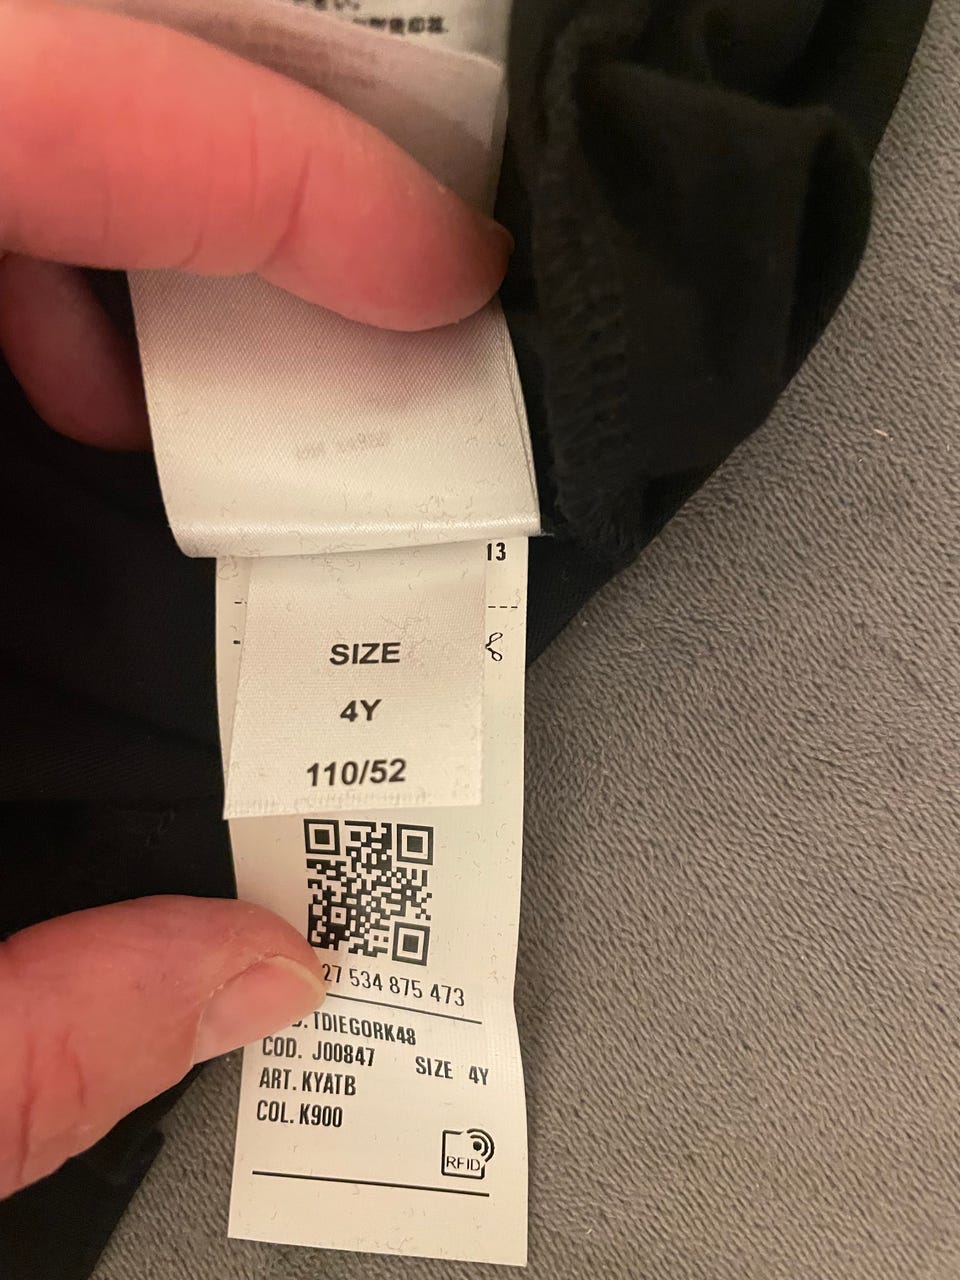 13
SIZE
4Y
110/52
27 534 875 473
. TDIEGORK48
COD. J00847 SIZE 4Y
ART. KYATB
COL. K900
RFID